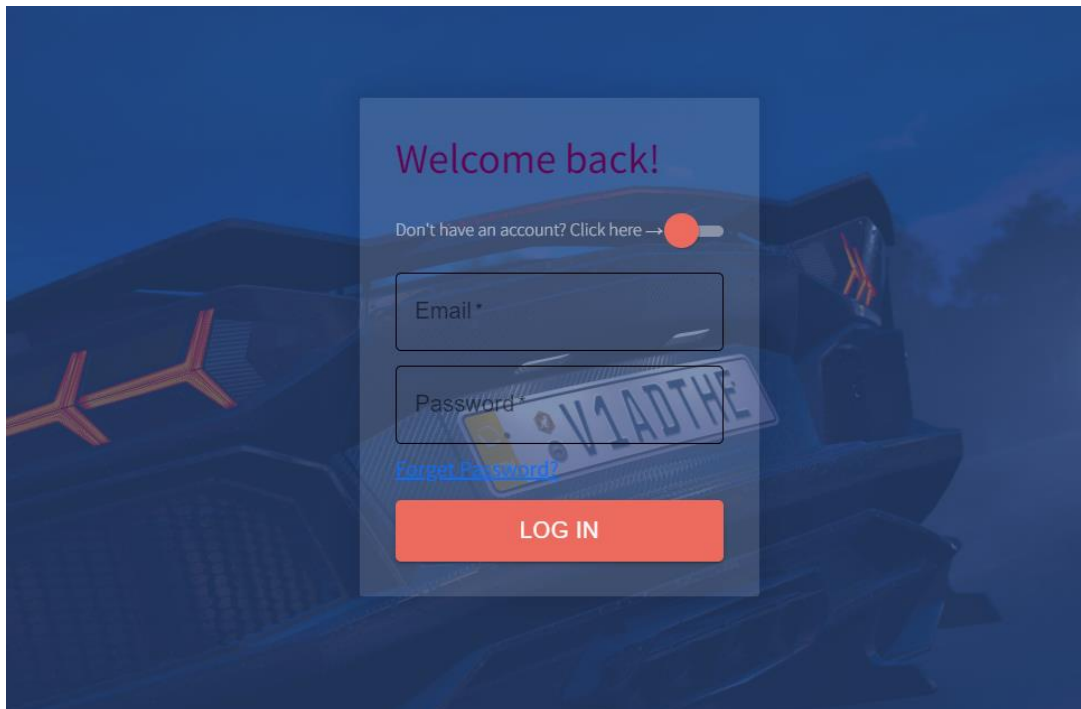 Welcome back!
Don't have an account? Click here →
Email *
Password *
V1ADTHE
Forget Password?
LOG IN